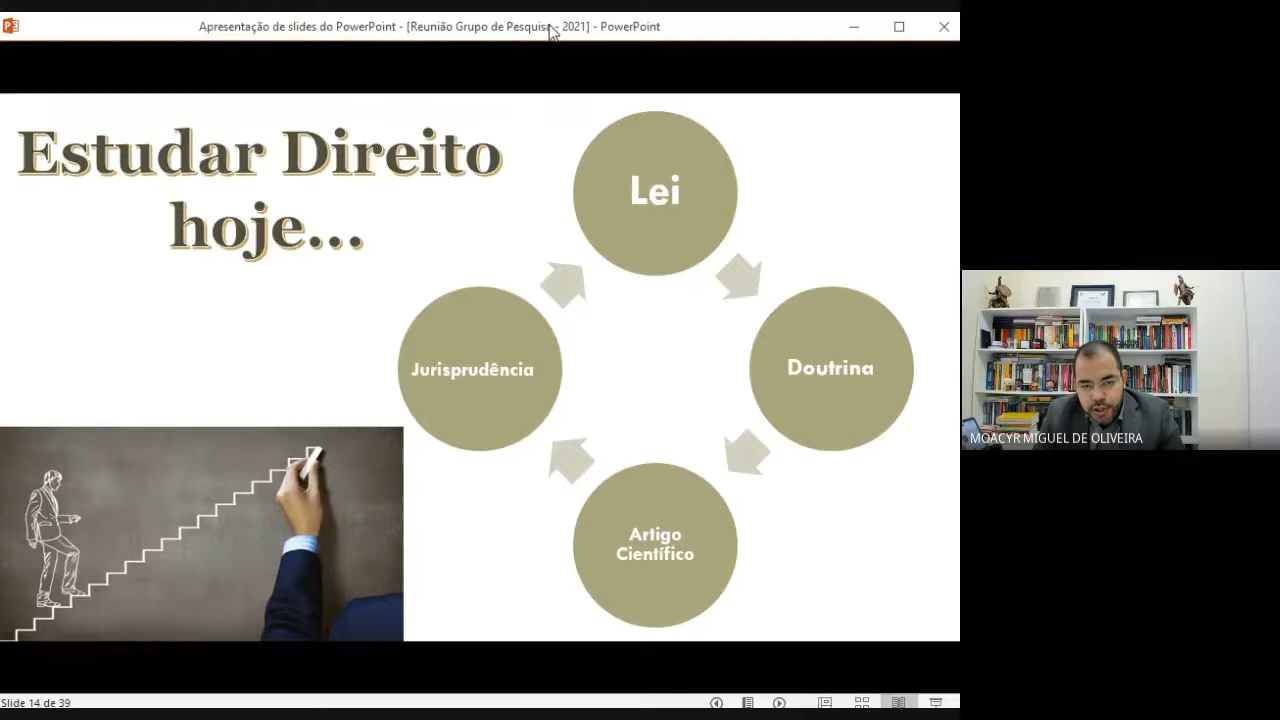 Apresentação de slides do PowerPoint - [Reunião Grupo de Pesquisa - 2021] - PowerPoint
Estudar Direito
hoje...
Lei
Jurisprudência
Doutrina
Artigo
Científico
MOACYR MIGUEL DE OLIVEIRA
Slide 14 de 39